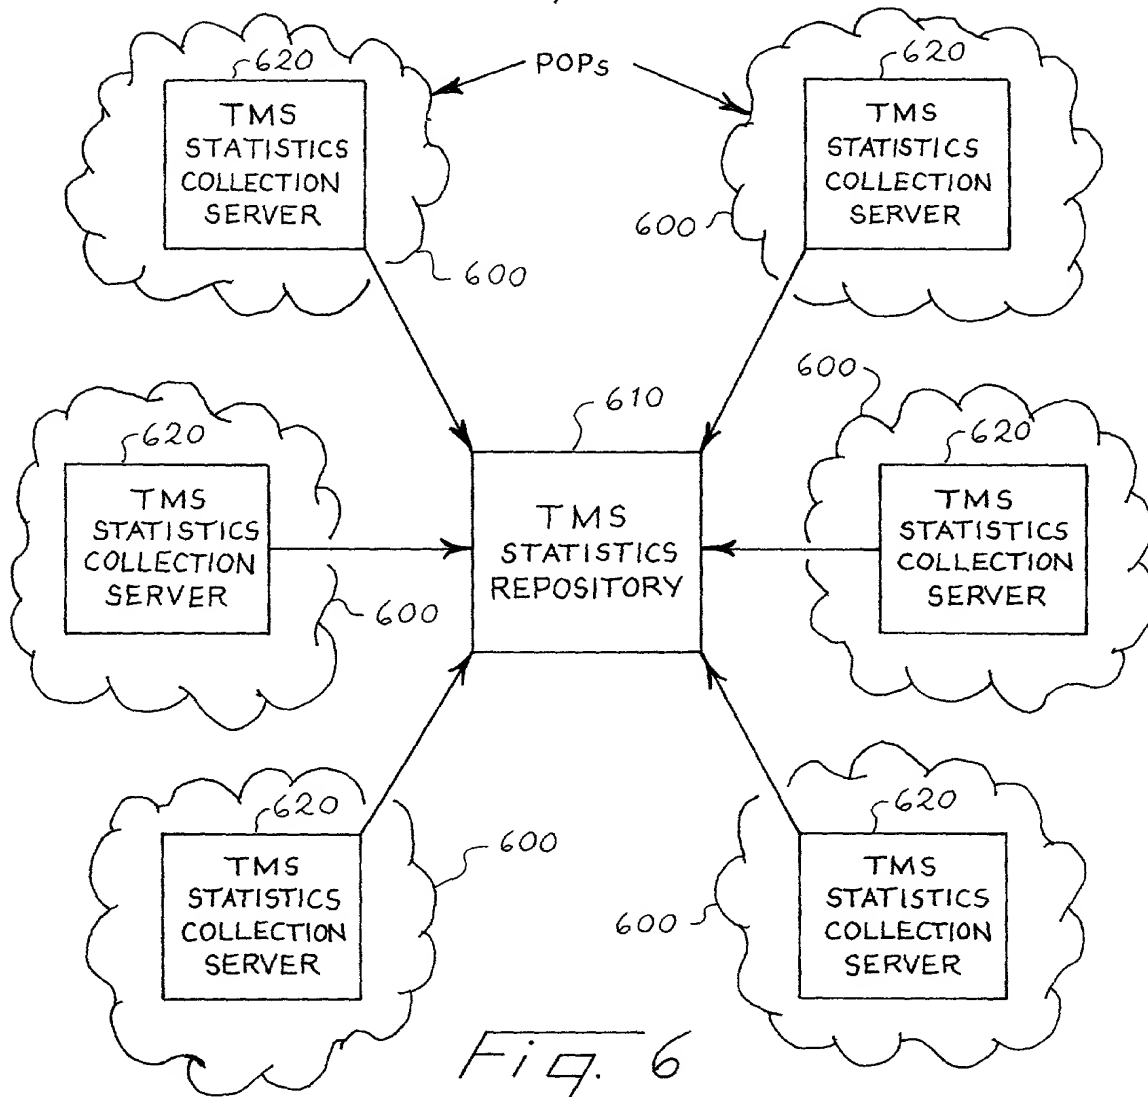 620
POPs
620
TMS
STATISTICS
COLLECTION
SERVER
TMS
STATISTICS
COLLECTION
SERVER
600
600
600
620
610
620
TMS
STATISTICS
COLLECTION
SERVER
TMS
STATISTICS
REPOSITORY
TMS
STATISTICS
COLLECTION
SERVER
600
620
620
600
600
TMS
STATISTICS
COLLECTION
SERVER
TMS
STATISTICS
COLLECTION
SERVER
Fig. 6